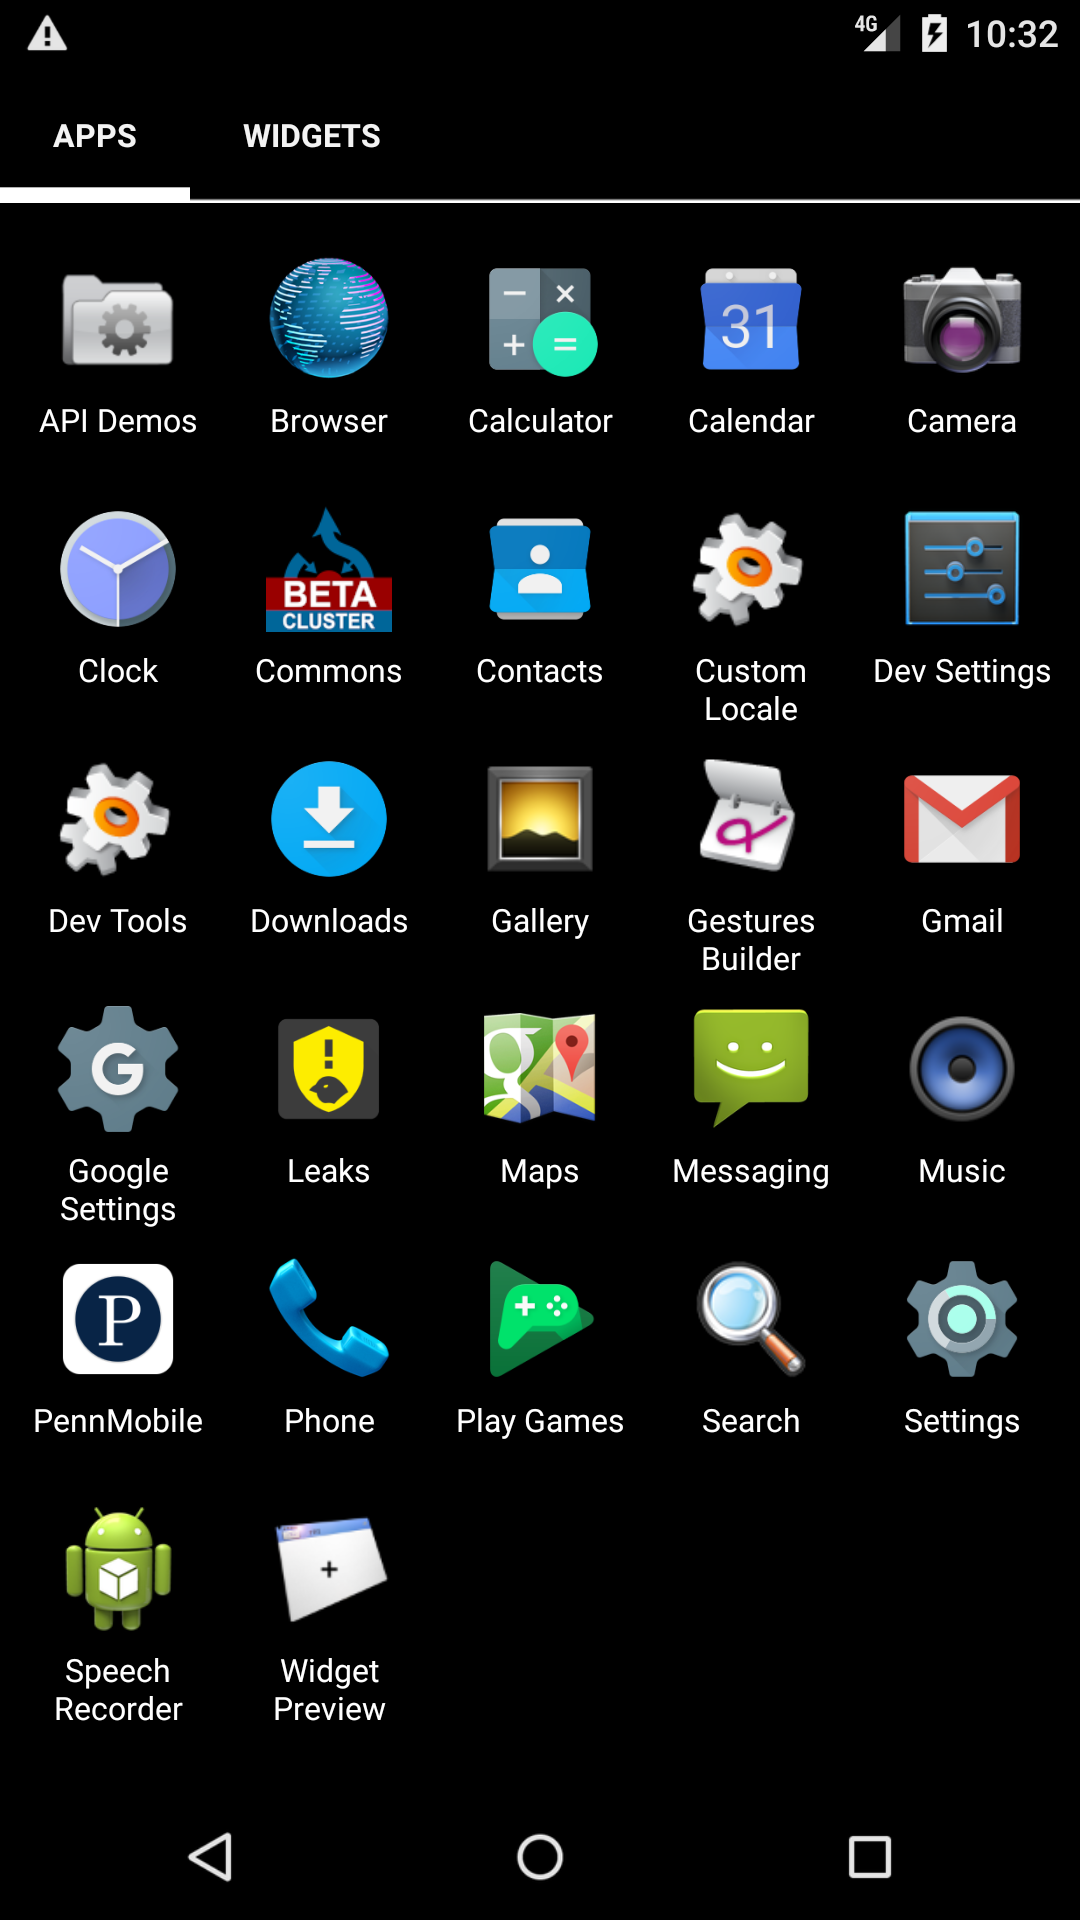 4G 10:32
APPS WIDGETS
31
API Demos Browser Calculator Calendar Camera
BETA
CLUSTER
Clock Commons Contacts Custom Locale Dev Settings
Dev Tools Downloads Gallery Gestures Builder Gmail
G
g
Google Settings Leaks Maps Messaging Music
P
PennMobile Phone Play Games Search Settings
Speech Recorder Widget Preview